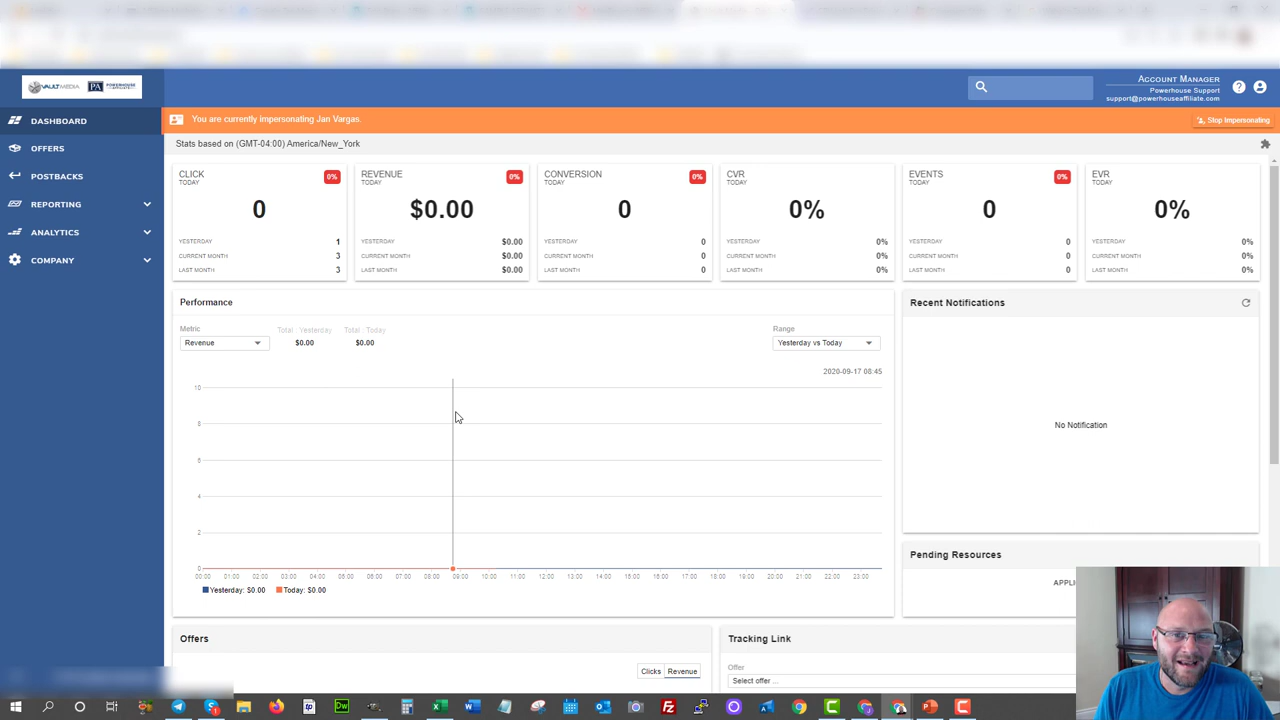 VAULTMEDIA PA POWERHOUSE AFFILIATE
ACCOUNT MANAGER
Powerhouse Support
support@powerhouseaffiliate.com
DASHBOARD
OFFERS
POSTBACKS
REPORTING
ANALYTICS
COMPANY
You are currently impersonating Jan Vargas.
Stop Impersonating
Stats based on (GMT-04:00) America/New_York
CLICK
TODAY
0%
0
YESTERDAY 1
CURRENT MONTH 3
LAST MONTH 3
REVENUE
TODAY
0%
$0.00
YESTERDAY $0.00
CURRENT MONTH $0.00
LAST MONTH $0.00
CONVERSION
TODAY
0%
0
YESTERDAY 0
CURRENT MONTH 0
LAST MONTH 0
CVR
TODAY
0%
YESTERDAY 0%
CURRENT MONTH 0%
LAST MONTH 0%
EVENTS
TODAY
0%
0
YESTERDAY 0
CURRENT MONTH 0
LAST MONTH 0
EVR
TODAY
0%
YESTERDAY 0%
CURRENT MONTH 0%
LAST MONTH 0%
Performance
Metric
Revenue
Total : Yesterday
$0.00
Total : Today
$0.00
Range
Yesterday vs Today
2020-09-17 08:45
10
8
6
4
2
0
00:00 01:00 02:00 03:00 04:00 05:00 06:00 07:00 08:00 09:00 10:00 11:00 12:00 13:00 14:00 15:00 16:00 17:00 18:00 19:00 20:00 21:00 22:00 23:00
Yesterday: $0.00 Today: $0.00
Recent Notifications
No Notification
Pending Resources
APPLI
Offers
Clicks Revenue
Tracking Link
Offer
Select offer ...